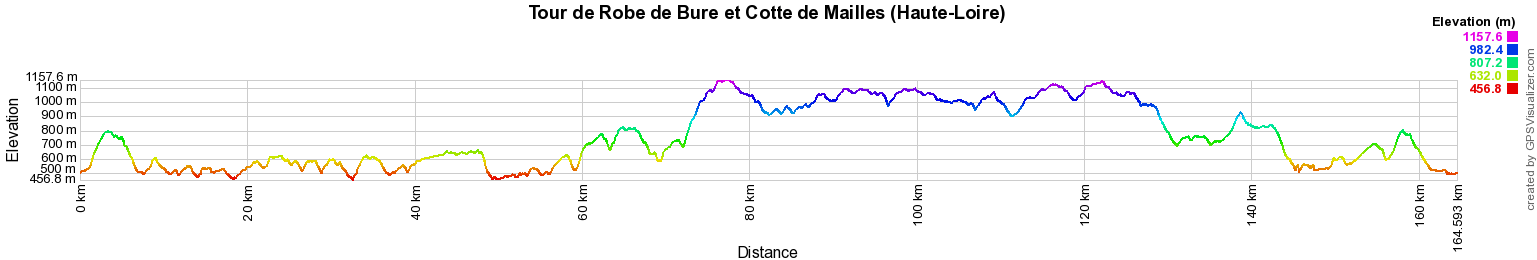 Tour de Robe de Bure et Cotte de Mailles (Haute-Loire)
Elevation (m)
1157.6
982.4
807.2
632.0
456.8
Elevation
1157.6 m
1100 m
1000 m
900 m
800 m
700 m
600 m
500 m
456.8 m
0 km
20 km
40 km
60 km
80 km
100 km
120 km
140 km
160 km
164.593 km
Distance
created by GPSVisualizer.com